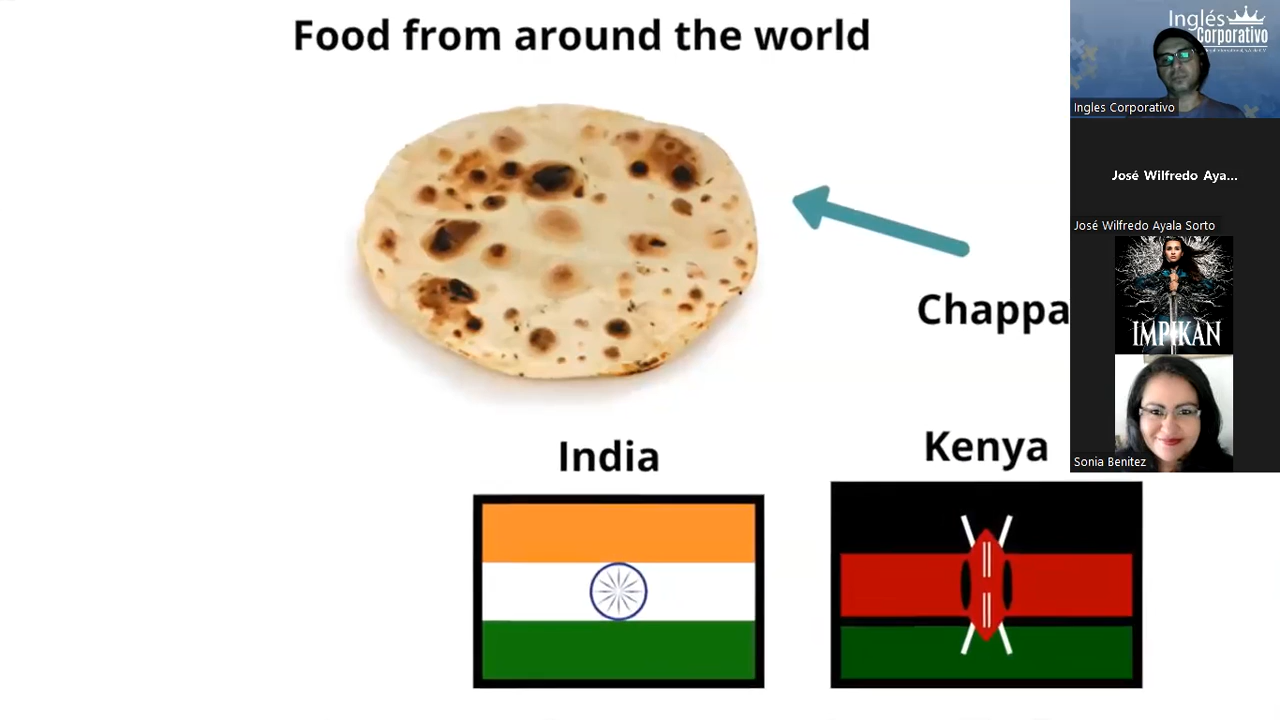 Food from around the world
Chappa
India
Kenya
Inglés
Corporativo
Ingles Corporativo
José Wilfredo Aya...
José Wilfredo Ayala Sorto
IMPIKAN
Sonia Benitez